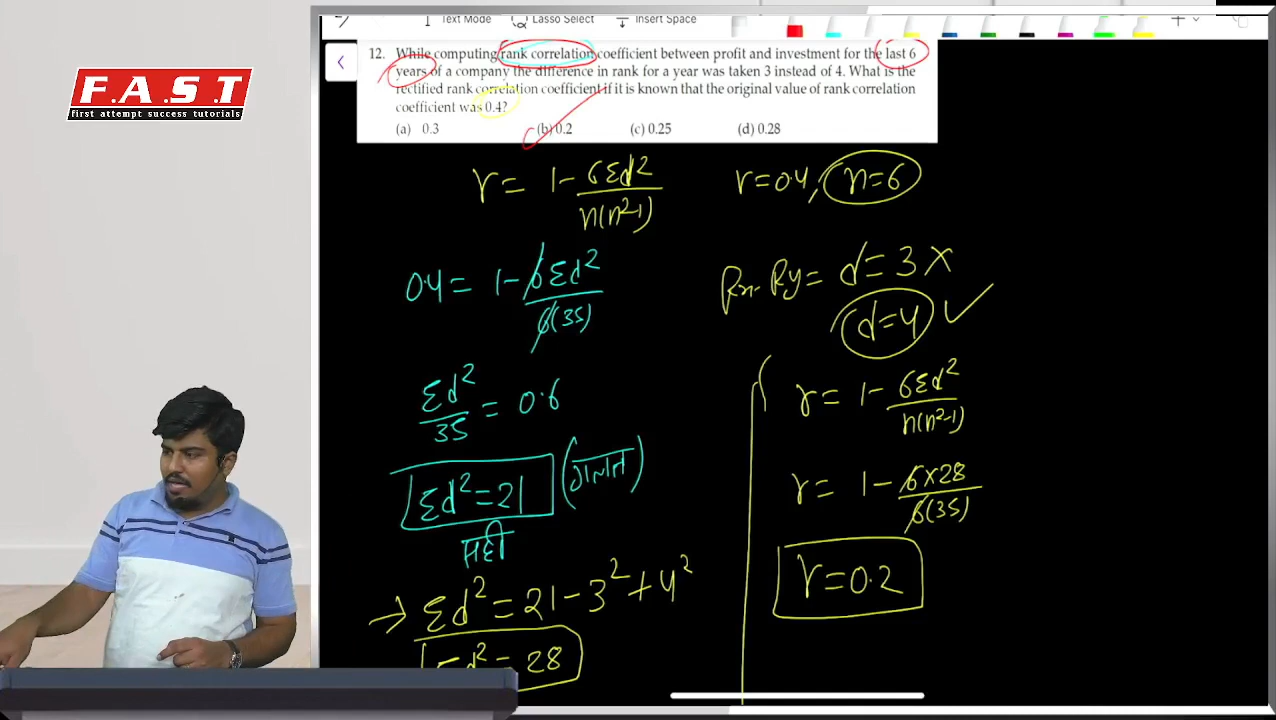 Text Mode Lasso Select Insert Space
F.A.S.T
first attempt success tutorials
12. While computing rank correlation coefficient between profit and investment for the last 6
years of a company the difference in rank for a year was taken 3 instead of 4. What is the
rectified rank correlation coefficient if it is known that the original value of rank correlation
coefficient was 0.4?
(a) 0.3 (b) 0.2 (c) 0.25 (d) 0.28
r = 1 - 6Σd²/n(n²-1)
r=0.4, n=6
0.4 = 1 - 6Σd²/6(35)
Rx - Ry = d = 3 X
d=4 ✓
Σd²/35 = 0.6
Σd² = 21 (गलत)
सही
→ Σd² = 21 - 3² + 4²
Σd² = 28
r = 1 - 6Σd²/n(n²-1)
r = 1 - 6×28/6(35)
r=0.2